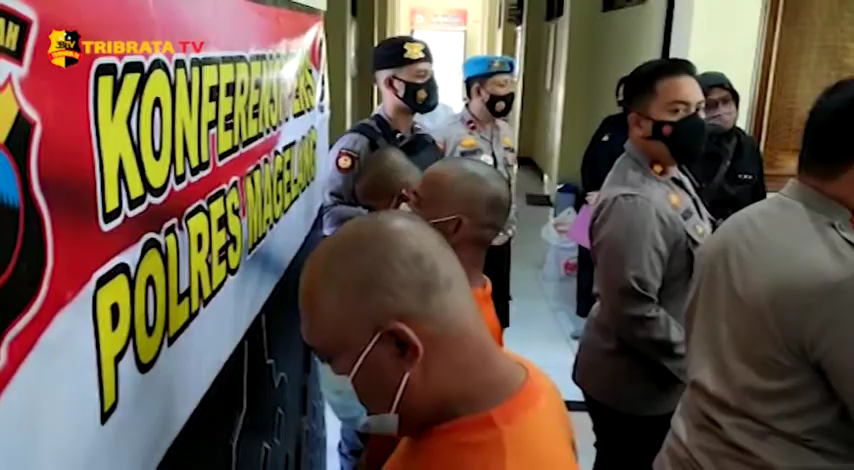 TRIBRATA TV
KONFERENSI PERS
POLRES MAGELANG